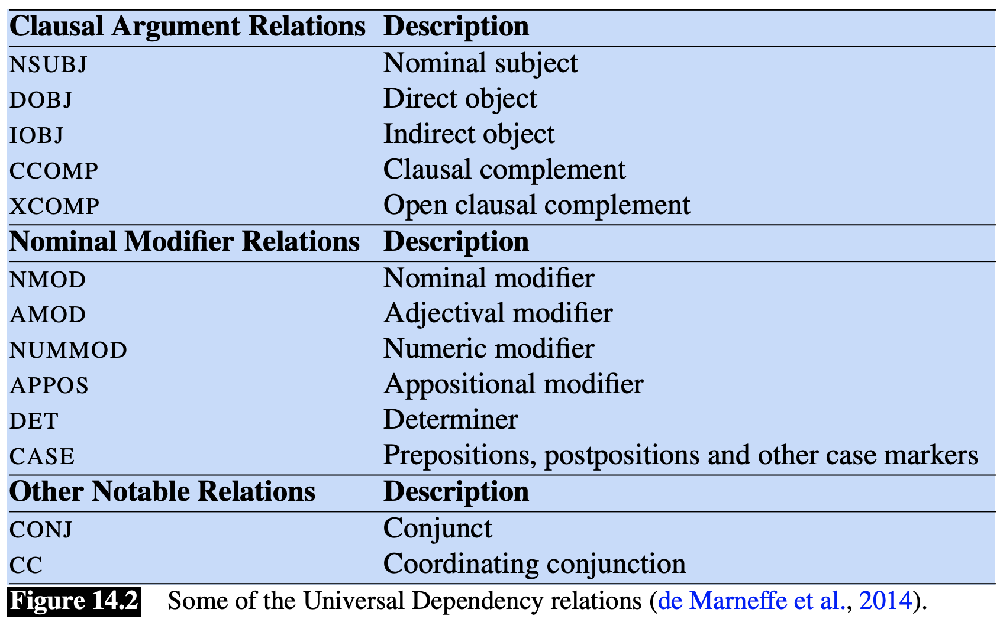 Clausal Argument Relations Description
NSUBJ Nominal subject
DOBJ Direct object
IOBJ Indirect object
CCOMP Clausal complement
XCOMP Open clausal complement
Nominal Modifier Relations Description
NMOD Nominal modifier
AMOD Adjectival modifier
NUMMOD Numeric modifier
APPOS Appositional modifier
DET Determiner
CASE Prepositions, postpositions and other case markers
Other Notable Relations Description
CONJ Conjunct
CC Coordinating conjunction
Figure 14.2 Some of the Universal Dependency relations (de Marneffe et al., 2014).